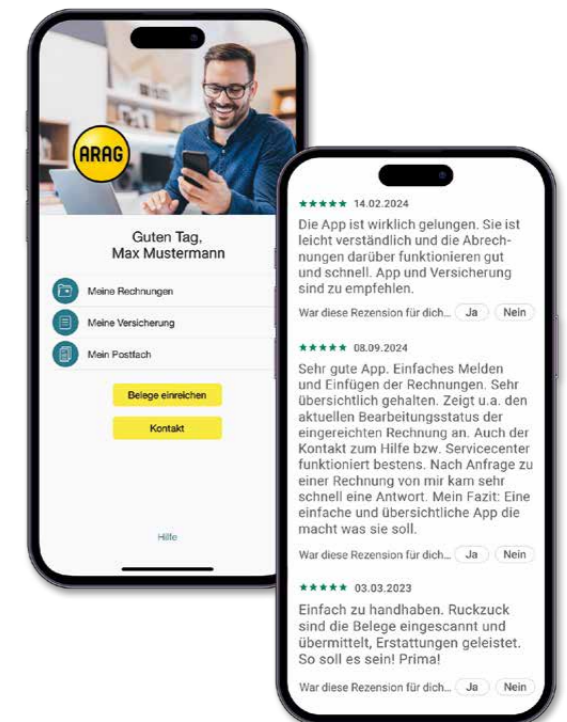 ARAG
Guten Tag,
Max Mustermann
Meine Rechnungen
Meine Versicherung
Mein Postfach
Belege einreichen
Kontakt
Hilfe
★★★★★ 14.02.2024
Die App ist wirklich gelungen. Sie ist
leicht verständlich und die Abrech-
nungen darüber funktionieren gut
und schnell. App und Versicherung
sind zu empfehlen.
War diese Rezension für dich... Ja Nein
★★★★★ 08.09.2024
Sehr gute App. Einfaches Melden
und Einfügen der Rechnungen. Sehr
übersichtlich gehalten. Zeigt u.a. den
aktuellen Bearbeitungsstatus der
eingereichten Rechnung an. Auch der
Kontakt zum Hilfe bzw. Servicecenter
funktioniert bestens. Nach Anfrage zu
einer Rechnung von mir kam sehr
schnell eine Antwort. Mein Fazit: Eine
einfache und übersichtliche App die
macht was sie soll.
War diese Rezension für dich... Ja Nein
★★★★★ 03.03.2023
Einfach zu handhaben. Ruckzuck
sind die Belege eingescannt und
übermittelt, Erstattungen geleistet.
So soll es sein! Prima!
War diese Rezension für dich... Ja Nein